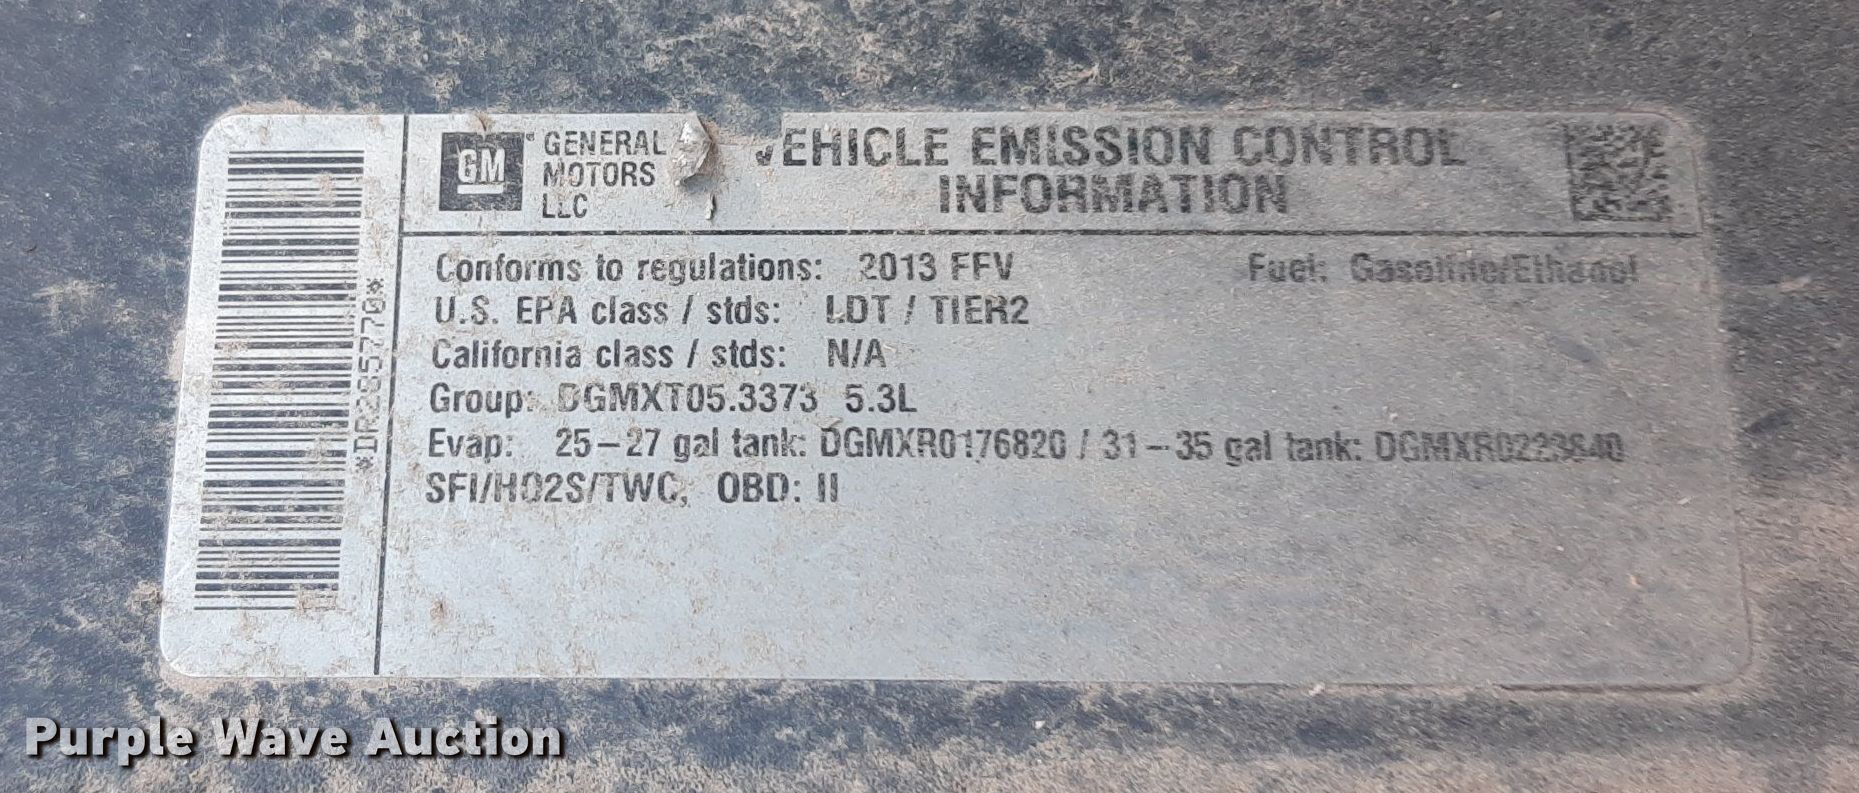 *DR285770*
GM
GENERAL
MOTORS
LLC
VEHICLE EMISSION CONTROL
INFORMATION
Conforms to regulations: 2013 FFV
Fuel: Gasoline/Ethanol
U.S. EPA class / stds: LDT / TIER2
California class / stds: N/A
Group: DGMXT05.3373 5.3L
Evap: 25-27 gal tank: DGMXR0176820 / 31-35 gal tank:
SFI/HO2S/TWC, OBD: II
Purple Wave Auction